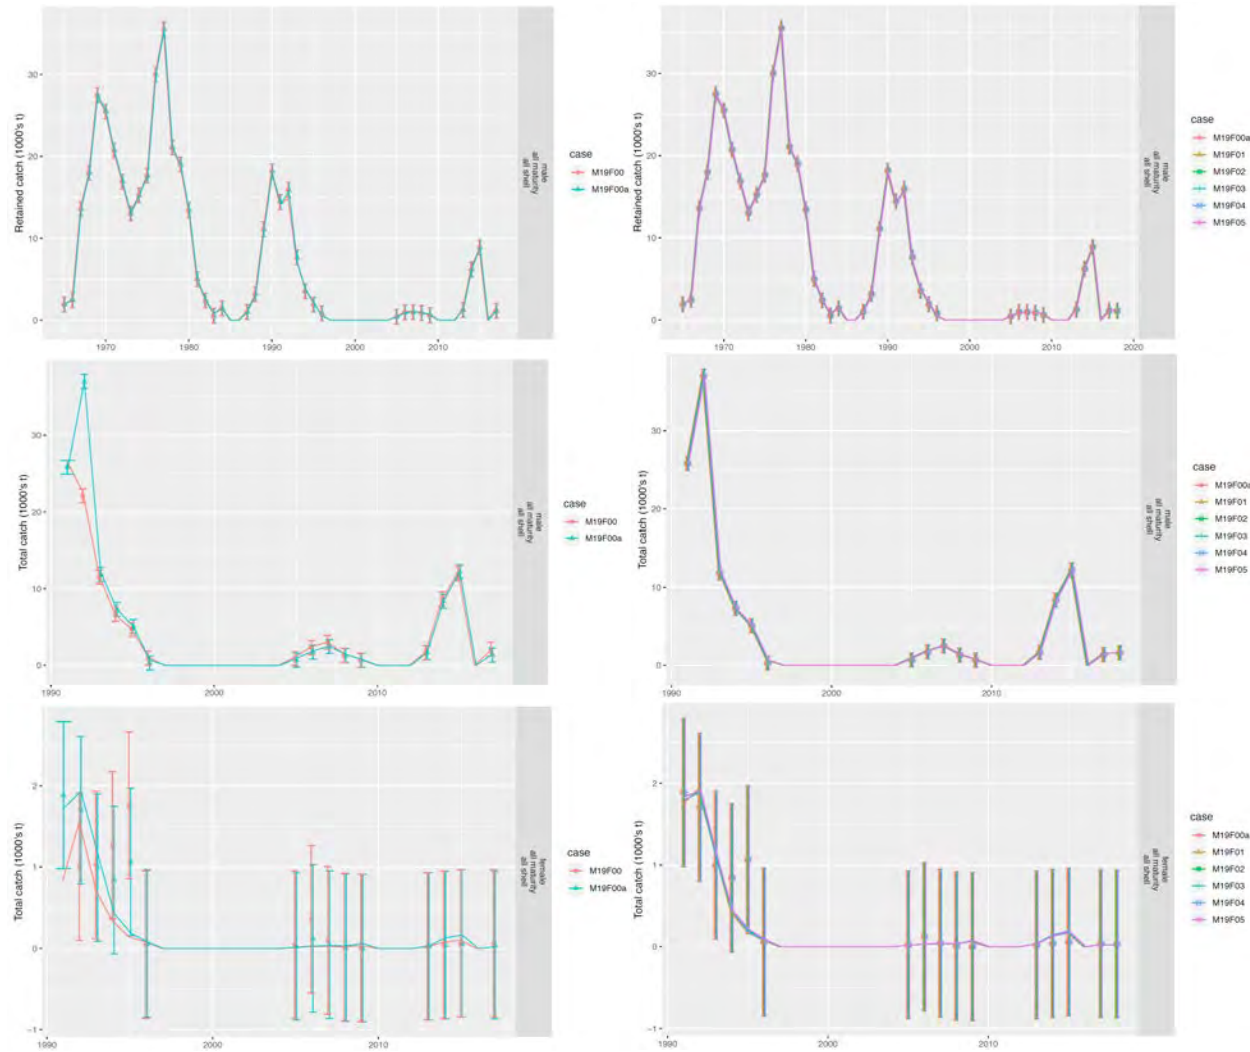 Retained catch (1000's t)
30
20
10
0
1970
1980
1990
2000
2010
male
all maturity
all shell
case
M19F00
M19F00a
Retained catch (1000's t)
30
20
10
0
1970
1980
1990
2000
2010
2020
male
all maturity
all shell
case
M19F00a
M19F01
M19F02
M19F03
M19F04
M19F05
Total catch (1000's t)
30
20
10
0
1990
2000
2010
male
all maturity
all shell
case
M19F00
M19F00a
Total catch (1000's t)
30
20
10
0
1990
2000
2010
male
all maturity
all shell
case
M19F00a
M19F01
M19F02
M19F03
M19F04
M19F05
Total catch (1000's t)
2
1
0
-1
1990
2000
2010
female
all maturity
all shell
case
M19F00
M19F00a
Total catch (1000's t)
2
1
0
-1
1990
2000
2010
female
all maturity
all shell
case
M19F00a
M19F01
M19F02
M19F03
M19F04
M19F05